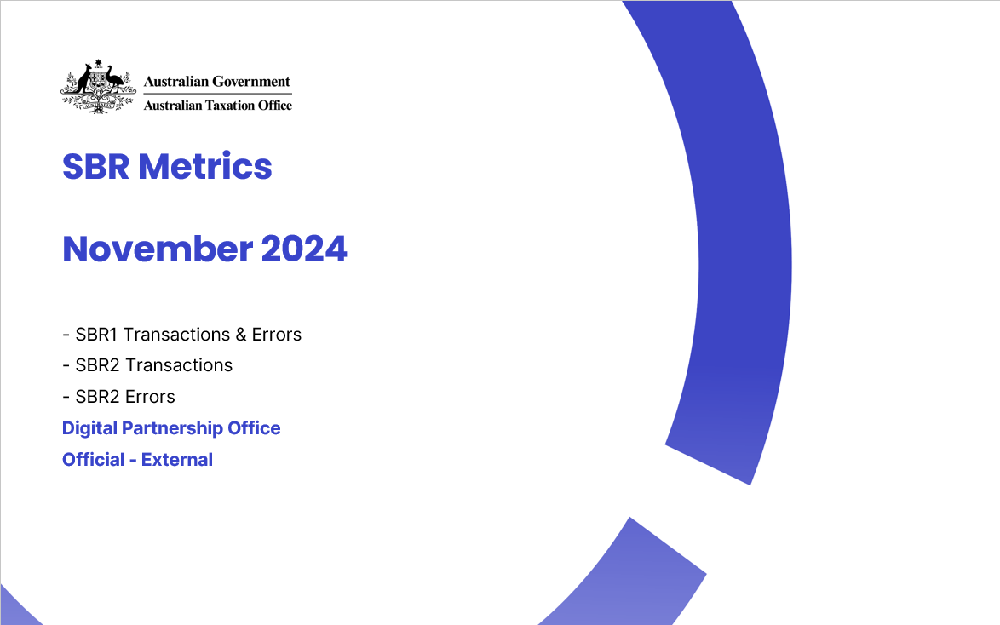 Australian Government
Australian Taxation Office
SBR Metrics
November 2024
- SBR1 Transactions & Errors
- SBR2 Transactions
- SBR2 Errors
Digital Partnership Office
Official - External